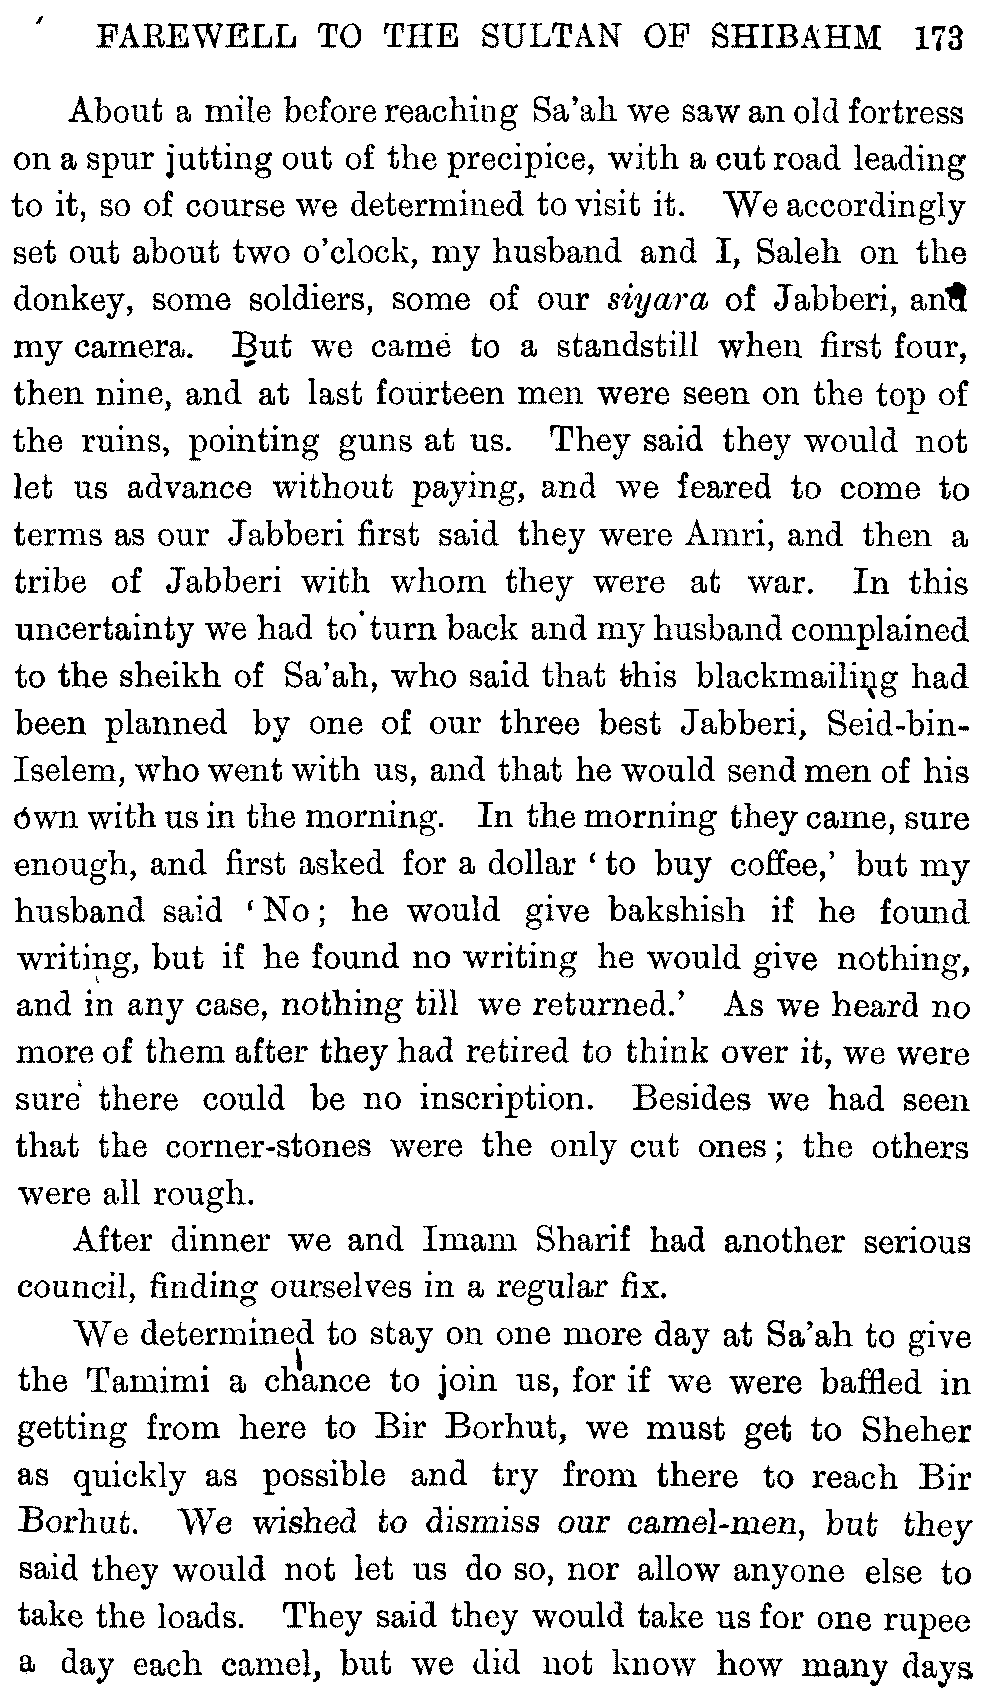 FAREWELL TO THE SULTAN OF SHIBAHM 173
About a mile before reaching Sa'ah we saw an old fortress
on a spur jutting out of the precipice, with a cut road leading
to it, so of course we determined to visit it. We accordingly
set out about two o'clock, my husband and I, Saleh on the
donkey, some soldiers, some of our siyara of Jabberi, and
my camera. But we came to a standstill when first four,
then nine, and at last fourteen men were seen on the top of
the ruins, pointing guns at us. They said they would not
let us advance without paying, and we feared to come to
terms as our Jabberi first said they were Amri, and then a
tribe of Jabberi with whom they were at war. In this
uncertainty we had to turn back and my husband complained
to the sheikh of Sa'ah, who said that this blackmailing had
been planned by one of our three best Jabberi, Seid-bin-
Iselem, who went with us, and that he would send men of his
own with us in the morning. In the morning they came, sure
enough, and first asked for a dollar ‘to buy coffee,’ but my
husband said ‘No; he would give bakshish if he found
writing, but if he found no writing he would give nothing,
and in any case, nothing till we returned.’ As we heard no
more of them after they had retired to think over it, we were
sure there could be no inscription. Besides we had seen
that the corner-stones were the only cut ones; the others
were all rough.
After dinner we and Imam Sharif had another serious
council, finding ourselves in a regular fix.
We determined to stay on one more day at Sa'ah to give
the Tamimi a chance to join us, for if we were baffled in
getting from here to Bir Borhut, we must get to Sheher
as quickly as possible and try from there to reach Bir
Borhut. We wished to dismiss our camel-men, but they
said they would not let us do so, nor allow anyone else to
take the loads. They said they would take us for one rupee
a day each camel, but we did not know how many days